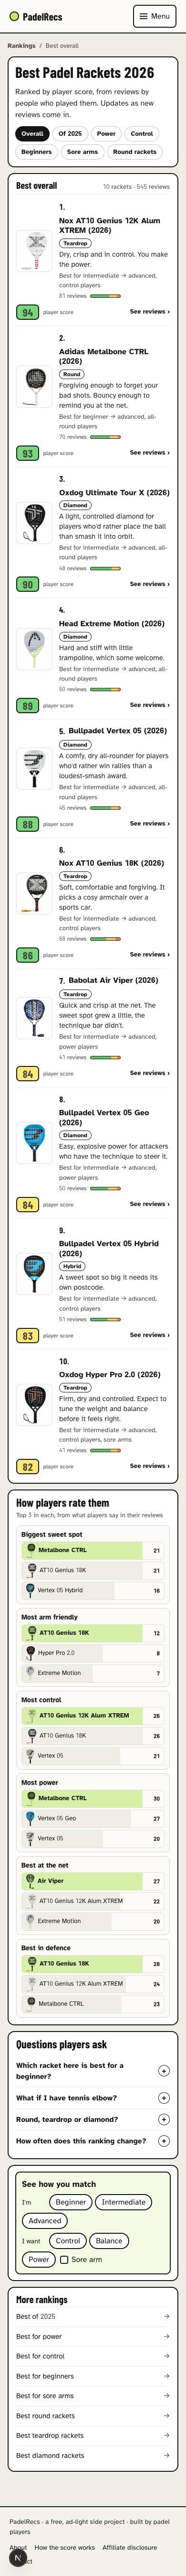 PadelRecs
Menu
Rankings / Best overall
Best Padel Rackets 2026
Ranked by player score, from reviews by
people who played them. Updates as new
reviews come in.
Overall Of 2025 Power Control
Beginners Sore arms Round rackets
Best overall 10 rackets · 545 reviews
1.
Nox AT10 Genius 12K Alum
XTREM (2026)
Teardrop
Dry, crisp and in control. You make
the power.
Best for intermediate → advanced,
control players
81 reviews
94 player score See reviews ›
2.
Adidas Metalbone CTRL
(2026)
Round
Forgiving enough to forget your
bad shots. Bouncy enough to
remind you at the net.
Best for beginner → advanced, all-
round players
70 reviews
93 player score See reviews ›
3.
Oxdog Ultimate Tour X (2026)
Diamond
A light, controlled diamond for
players who'd rather place the ball
than smash it into orbit.
Best for intermediate → advanced, all-
round players
48 reviews
90 player score See reviews ›
4.
Head Extreme Motion (2026)
Diamond
Hard and stiff with little
trampoline, which some welcome.
Best for intermediate → advanced, all-
round players
50 reviews
89 player score See reviews ›
5. Bullpadel Vertex 05 (2026)
Diamond
A comfy, dry all-rounder for players
who'd rather win rallies than a
loudest-smash award.
Best for intermediate → advanced, all-
round players
45 reviews
88 player score See reviews ›
6.
Nox AT10 Genius 18K (2026)
Teardrop
Soft, comfortable and forgiving. It
picks a cosy armchair over a
sports car.
Best for intermediate → advanced,
control players
68 reviews
86 player score See reviews ›
7. Babolat Air Viper (2026)
Teardrop
Quick and crisp at the net. The
sweet spot grew a little, the
technique bar didn't.
Best for intermediate → advanced,
power players
41 reviews
84 player score See reviews ›
8.
Bullpadel Vertex 05 Geo
(2026)
Diamond
Easy, explosive power for attackers
who have the technique to steer it.
Best for intermediate → advanced,
power players
50 reviews
84 player score See reviews ›
9.
Bullpadel Vertex 05 Hybrid
(2026)
Hybrid
A sweet spot so big it needs its
own postcode.
Best for intermediate → advanced,
control players
51 reviews
83 player score See reviews ›
10.
Oxdog Hyper Pro 2.0 (2026)
Teardrop
Firm, dry and controlled. Expect to
tune the weight and balance
before it feels right.
Best for intermediate → advanced,
control players, sore arms
41 reviews
82 player score See reviews ›
How players rate them
Top 3 in each, from what players say in their reviews
Biggest sweet spot
Metalbone CTRL 21
AT10 Genius 18K 21
Vertex 05 Hybrid 16
Most arm friendly
AT10 Genius 18K 12
Hyper Pro 2.0 8
Extreme Motion 7
Most control
AT10 Genius 12K Alum XTREM 26
AT10 Genius 18K 26
Vertex 05 21
Most power
Metalbone CTRL 30
Vertex 05 Geo 27
Vertex 05 20
Best at the net
Air Viper 27
AT10 Genius 12K Alum XTREM 22
Extreme Motion 20
Best in defence
AT10 Genius 18K 28
AT10 Genius 12K Alum XTREM 24
Metalbone CTRL 23
Questions players ask
Which racket here is best for a
beginner? +
What if I have tennis elbow? +
Round, teardrop or diamond? +
How often does this ranking change? +
See how you match
I'm Beginner Intermediate
Advanced
I want Control Balance
Power Sore arm
More rankings
Best of 2025 →
Best for power →
Best for control →
Best for beginners →
Best for sore arms →
Best round rackets →
Best teardrop rackets →
Best diamond rackets →
PadelRecs · a free, ad-light side project · built by padel
players
About How the score works Affiliate disclosure
N